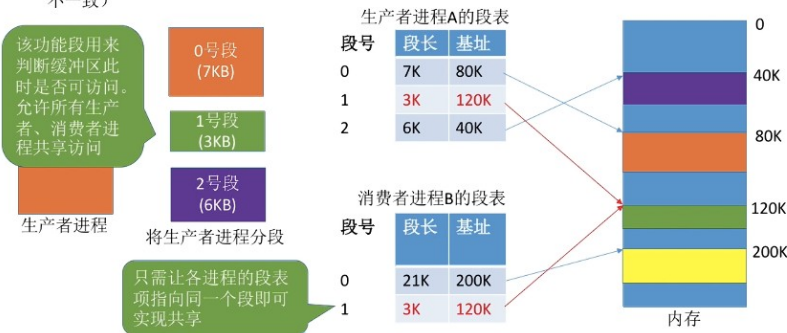 不一致）
该功能段用来
判断缓冲区此
时是否可访问。
允许所有生产
者、消费者进
程共享访问
生产者进程
0号段
(7KB)
1号段
(3KB)
2号段
(6KB)
将生产者进程分段
生产者进程A的段表
段号 段长 基址
0 7K 80K
1 3K 120K
2 6K 40K
消费者进程B的段表
段号 段长 基址
0 21K 200K
1 3K 120K
只需让各进程的段表
项指向同一个段即可
实现共享
0
40K
80K
120K
200K
内存